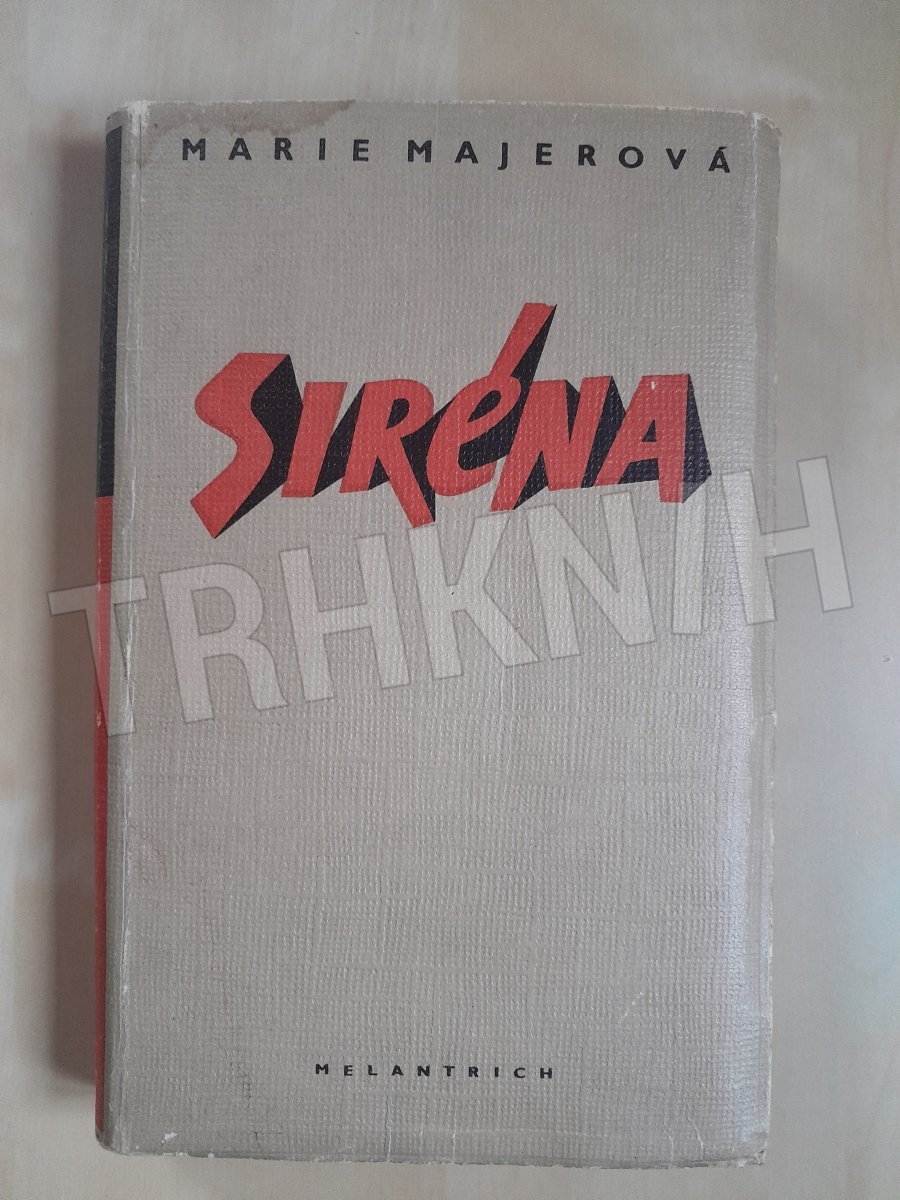 MARIE MAJEROVÁ
SIRÉNA
TRHKNIH
MELANTRICH